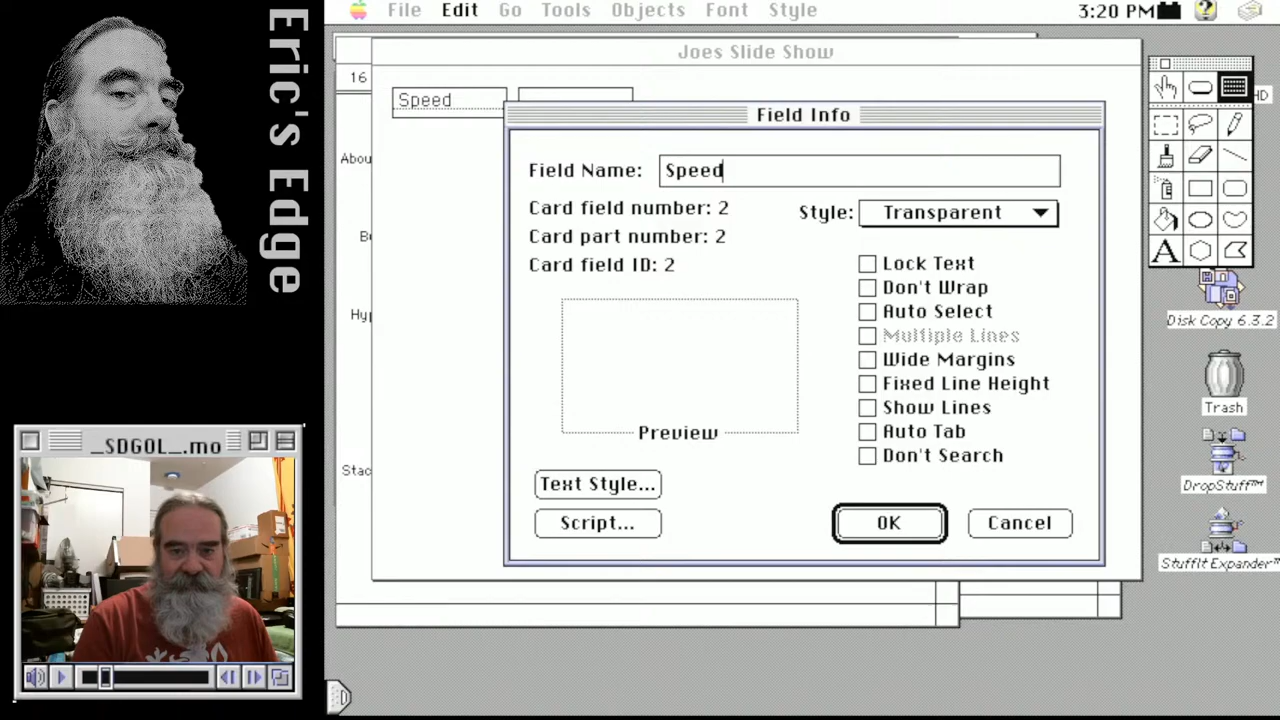 File Edit Go Tools Objects Font Style
3:20 PM
Eric's Edge
Joes Slide Show
16
Speed
HD
Field Info
Field Name: Speed
Card field number: 2
Style: Transparent
Card part number: 2
Card field ID: 2
Lock Text
Don't Wrap
Auto Select
Multiple Lines
Wide Margins
Fixed Line Height
Show Lines
Auto Tab
Don't Search
Preview
Text Style...
Script...
OK
Cancel
Abou
Hyp
Stac
Disk Copy 6.3.2
Trash
DropStuff™
StuffIt Expander™
_SDGOL_.mo
A